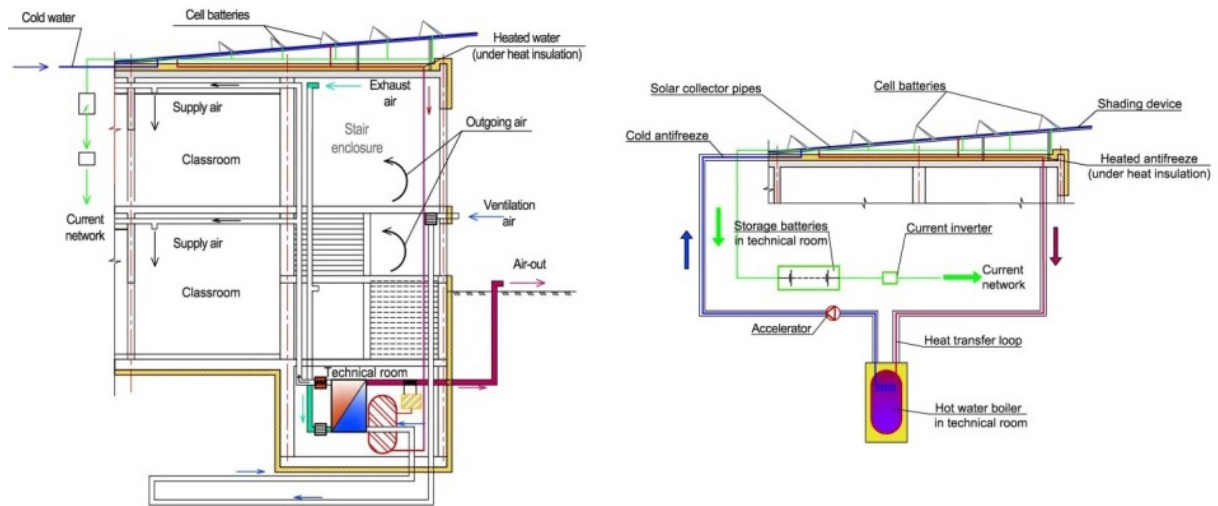 Cold water
Cell batteries
Heated water
(under heat insulation)
Exhaust
air
Supply air
Stair
enclosure
Outgoing air
Classroom
Current
network
Ventilation
air
Supply air
Air-out
Classroom
Technical room
Solar collector pipes
Cell batteries
Shading device
Cold antifreeze
Heated antifreeze
(under heat insulation)
Storage batteries
in technical room
Current inverter
Current
network
Accelerator
Heat transfer loop
Hot water boiler
in technical room